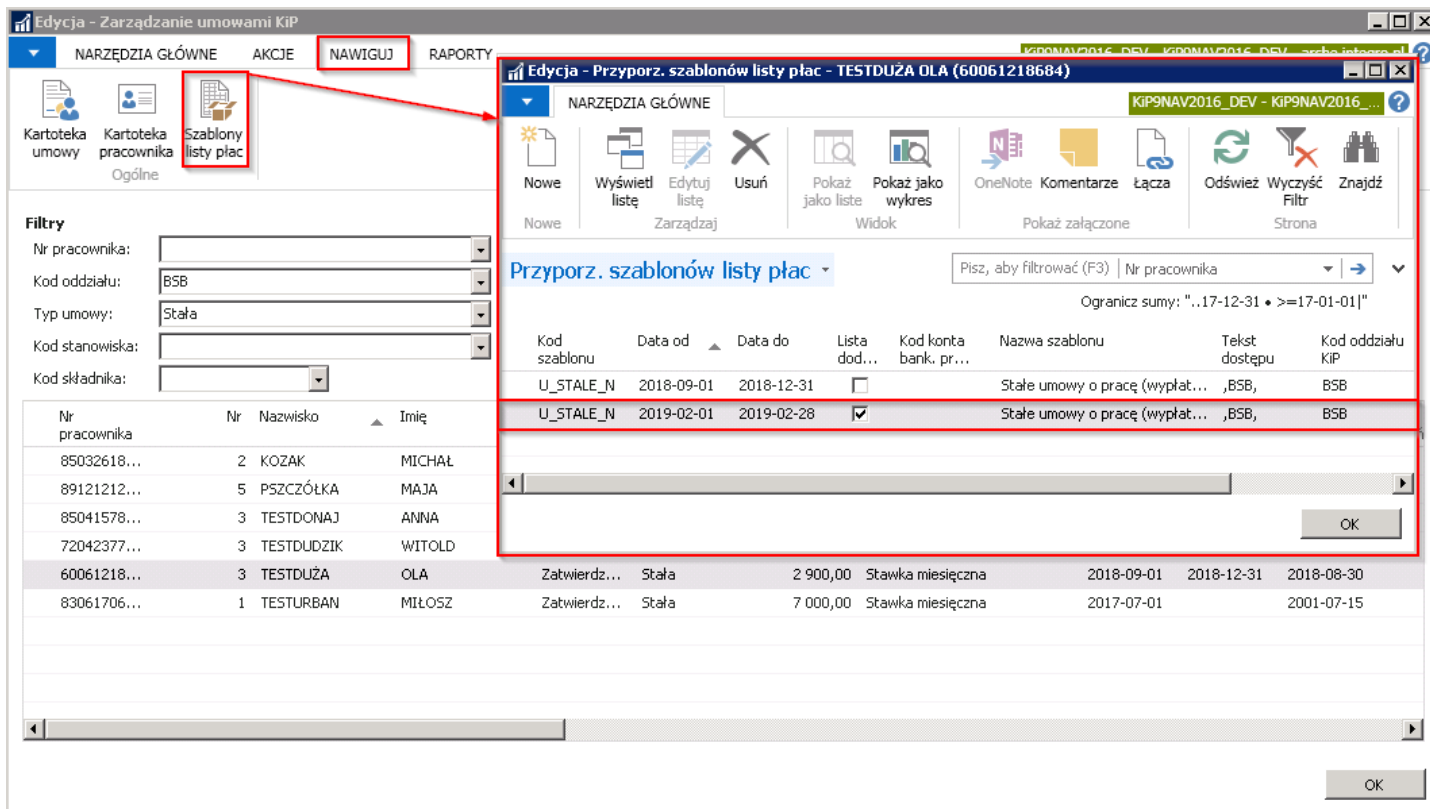 Edycja - Zarządzanie umowami KiP
NARZĘDZIA GŁÓWNE AKCJE NAWIGUJ RAPORTY
Kartoteka umowy
Kartoteka pracownika
Szablony listy płac
Ogólne
Filtry
Nr pracownika:
Kod oddziału: BSB
Typ umowy: Stała
Kod stanowiska:
Kod składnika:
Edycja - Przyporz. szablonów listy płac - TESTDUŻA OLA (60061218684)
NARZĘDZIA GŁÓWNE KiP9NAV2016_DEV - KiP9NAV2016_...
Nowe
Wyświetl listę
Edytuj listę
Usuń
Pokaż jako liste
Pokaż jako wykres
OneNote
Komentarze
Łącza
Odśwież
Wyczyść Filtr
Znajdź
Nowe Zarządzaj Widok Pokaż załączone Strona
Przyporz. szablonów listy płac
Pisz, aby filtrować (F3) Nr pracownika
Ogranicz sumy: "..17-12-31 • >=17-01-01|"
Kod szablonu Data od Data do Lista dod... Kod konta bank. pr... Nazwa szablonu Tekst dostępu Kod oddziału KiP
U_STALE_N 2018-09-01 2018-12-31 Stałe umowy o pracę (wypłat... ,BSB, BSB
U_STALE_N 2019-02-01 2019-02-28 Stałe umowy o pracę (wypłat... ,BSB, BSB
OK
Nr pracownika Nr Nazwisko Imię
85032618... 2 KOZAK MICHAŁ
89121212... 5 PSZCZÓŁKA MAJA
85041578... 3 TESTDONAJ ANNA
72042377... 3 TESTDUDZIK WITOLD
60061218... 3 TESTDUŻA OLA Zatwierdz... Stała 2 900,00 Stawka miesięczna 2018-09-01 2018-12-31 2018-08-30
83061706... 1 TESTURBAN MIŁOSZ Zatwierdz... Stała 7 000,00 Stawka miesięczna 2017-07-01 2001-07-15
OK